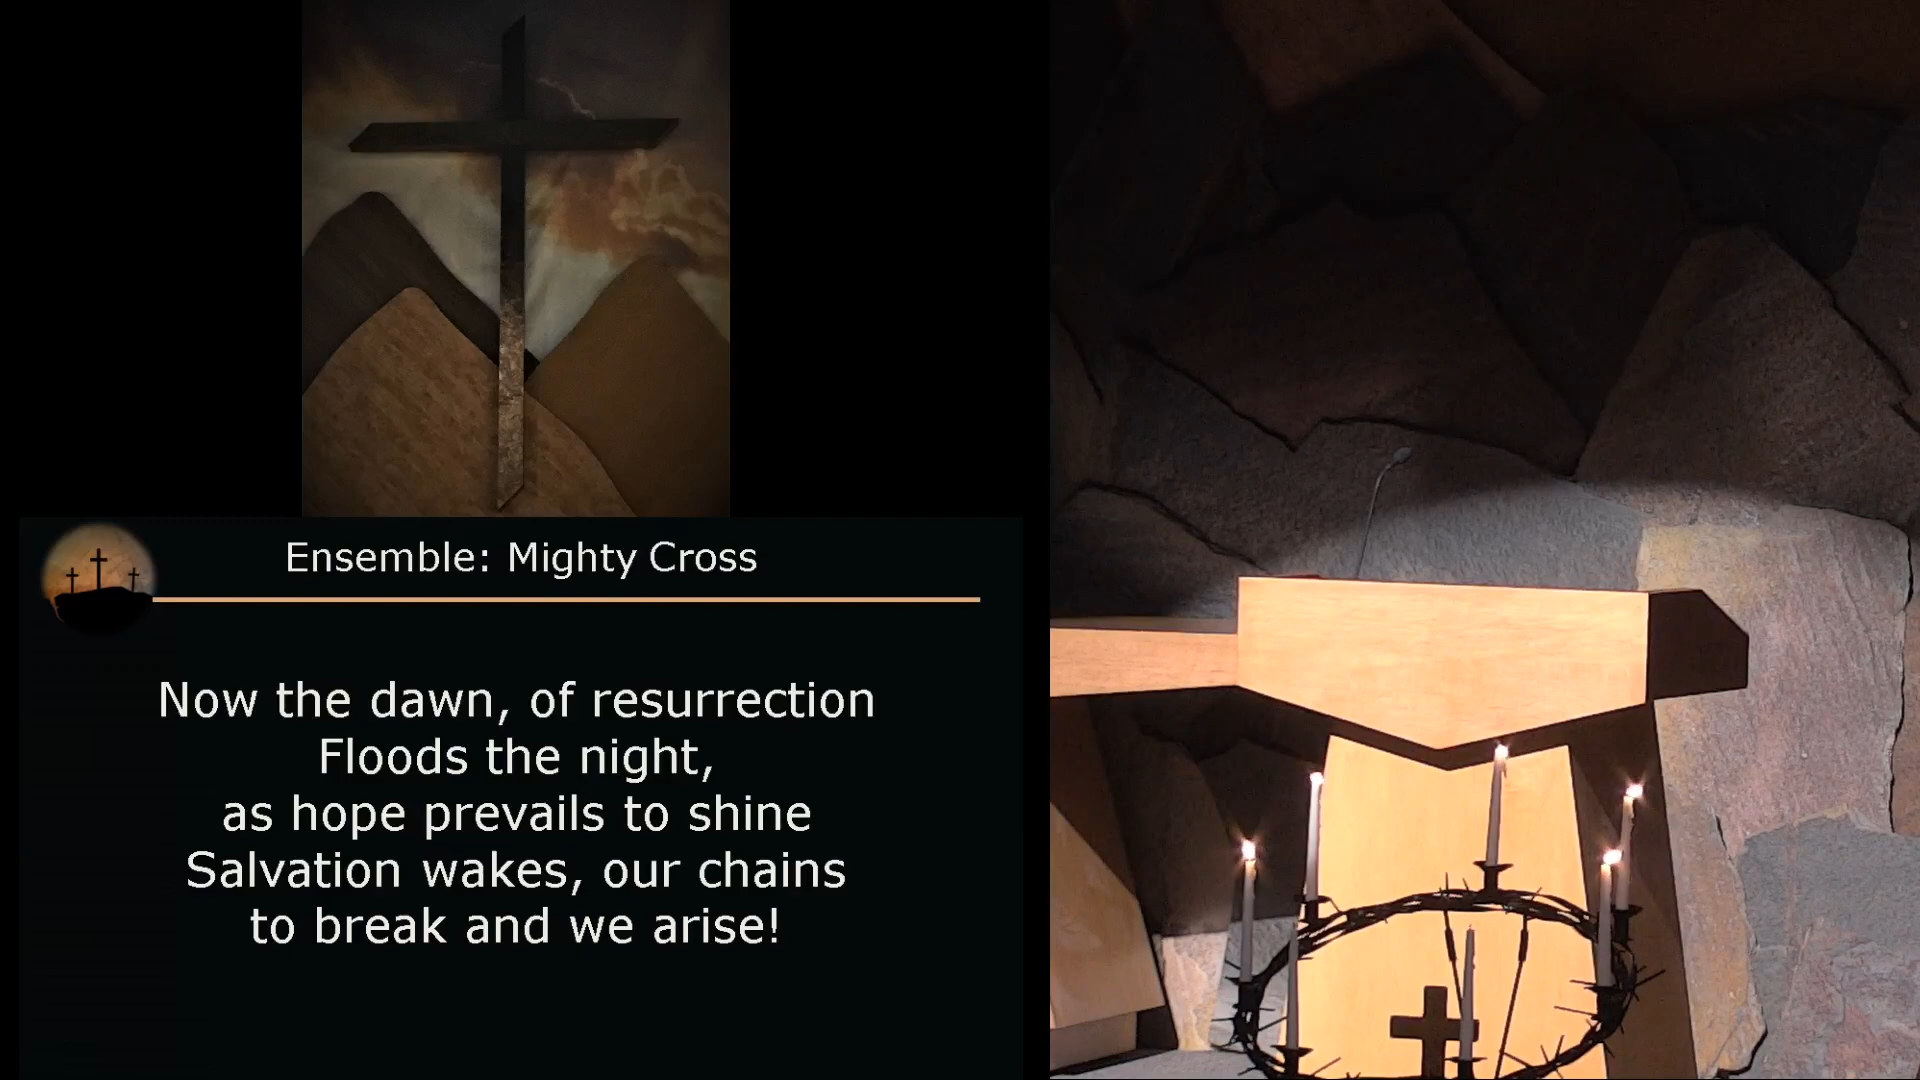 Ensemble: Mighty Cross
Now the dawn, of resurrection
Floods the night,
as hope prevails to shine
Salvation wakes, our chains
to break and we arise!